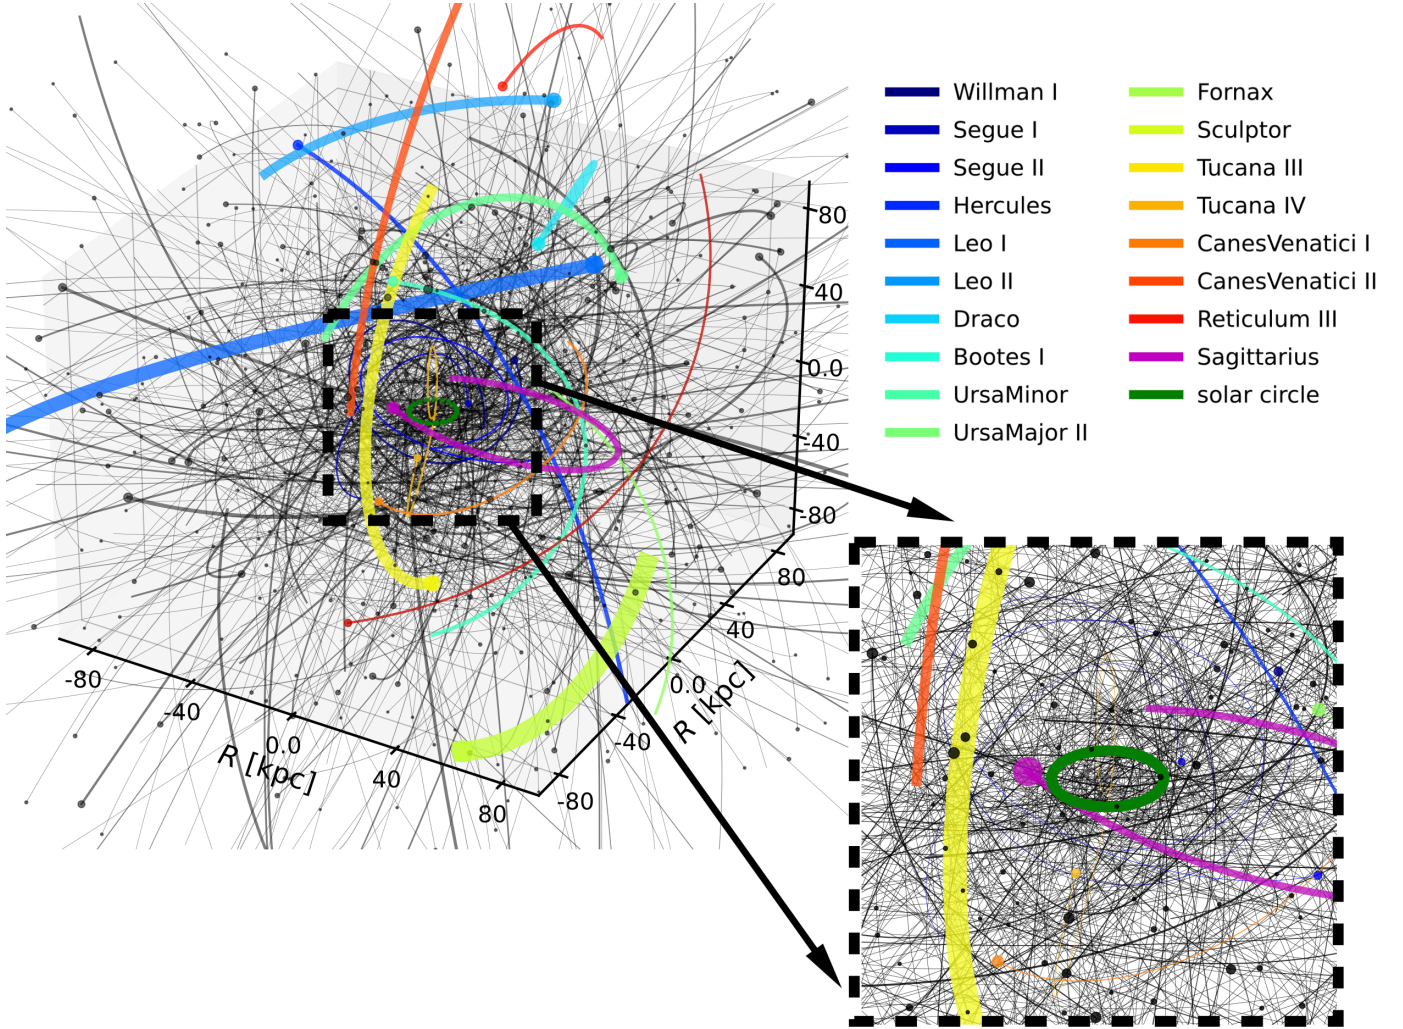 Willman I
Segue I
Segue II
Hercules
Leo I
Leo II
Draco
Bootes I
UrsaMinor
UrsaMajor II
Fornax
Sculptor
Tucana III
Tucana IV
CanesVenatici I
CanesVenatici II
Reticulum III
Sagittarius
solar circle
80
40
0.0
-40
-80
80
40
0.0
-40
-80
R [kpc]
-80
-40
0.0
40
80
R [kpc]